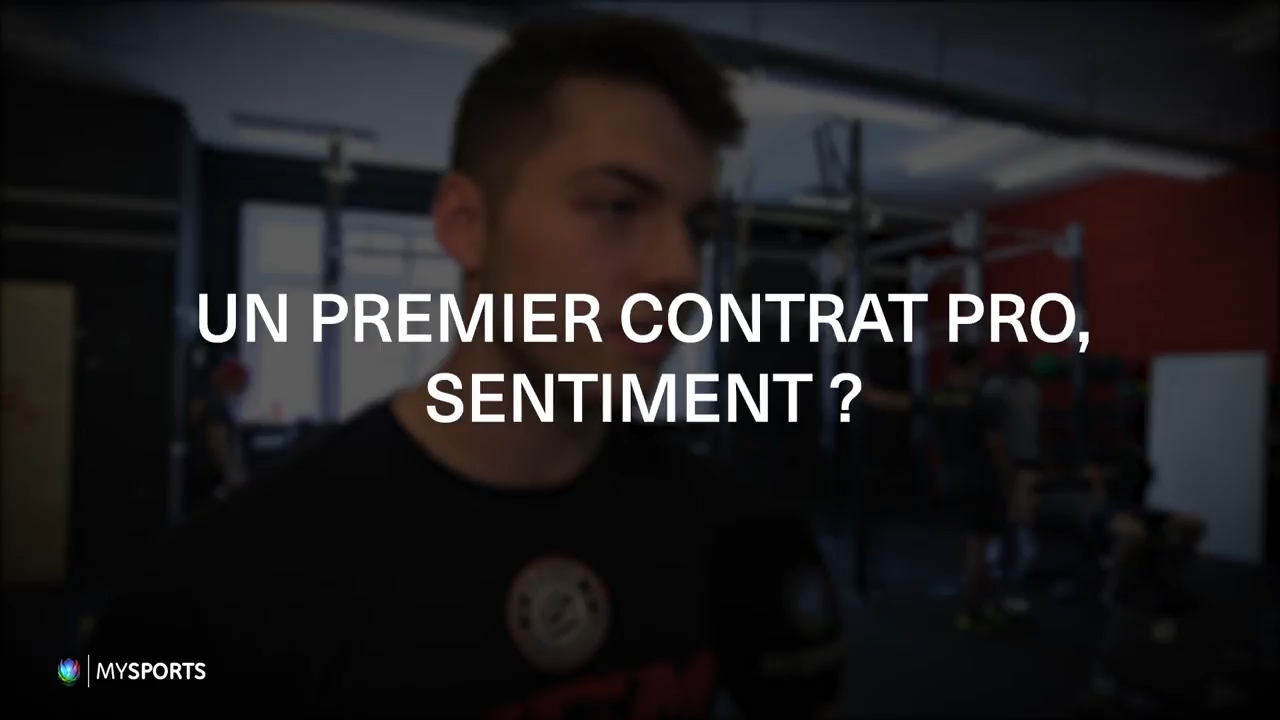 UN PREMIER CONTRAT PRO,
SENTIMENT ?
MYSPORTS